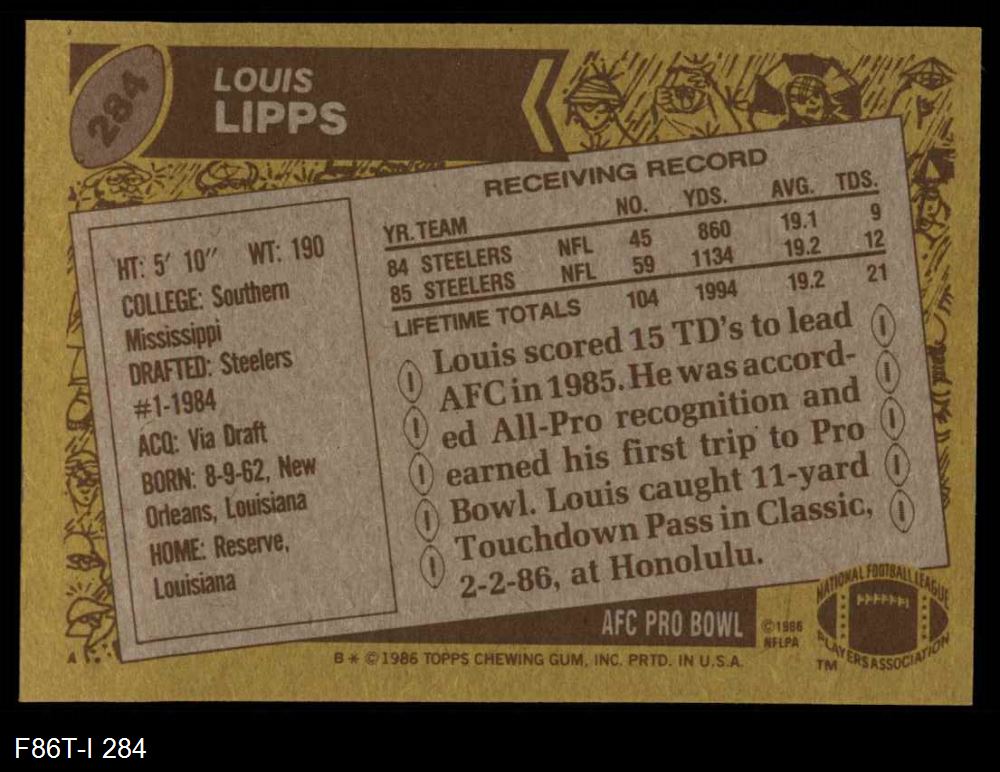 284
LOUIS
LIPPS
RECEIVING RECORD
YR. TEAM NO. YDS. AVG. TDS.
84 STEELERS NFL 45 860 19.1 9
85 STEELERS NFL 59 1134 19.2 12
LIFETIME TOTALS 104 1994 19.2 21
HT: 5' 10" WT: 190
COLLEGE: Southern
Mississippi
DRAFTED: Steelers
#1-1984
ACQ: Via Draft
BORN: 8-9-62, New
Orleans, Louisiana
HOME: Reserve,
Louisiana
Louis scored 15 TD's to lead
AFC in 1985. He was accord-
ed All-Pro recognition and
earned his first trip to Pro
Bowl. Louis caught 11-yard
Touchdown Pass in Classic,
2-2-86, at Honolulu.
AFC PRO BOWL
©1986
NFLPA
NATIONAL FOOTBALL LEAGUE
PLAYERS ASSOCIATION
TM
A
B * © 1986 TOPPS CHEWING GUM, INC. PRTD. IN U.S.A.
F86T-I 284